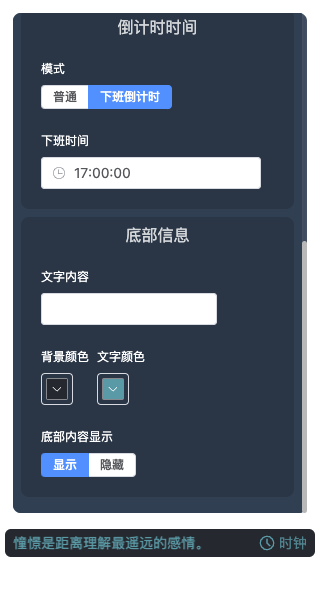 倒计时时间
模式
普通 下班倒计时
下班时间
17:00:00
底部信息
文字内容
背景颜色 文字颜色
底部内容显示
显示 隐藏
憧憬是距离理解最遥远的感情。 时钟